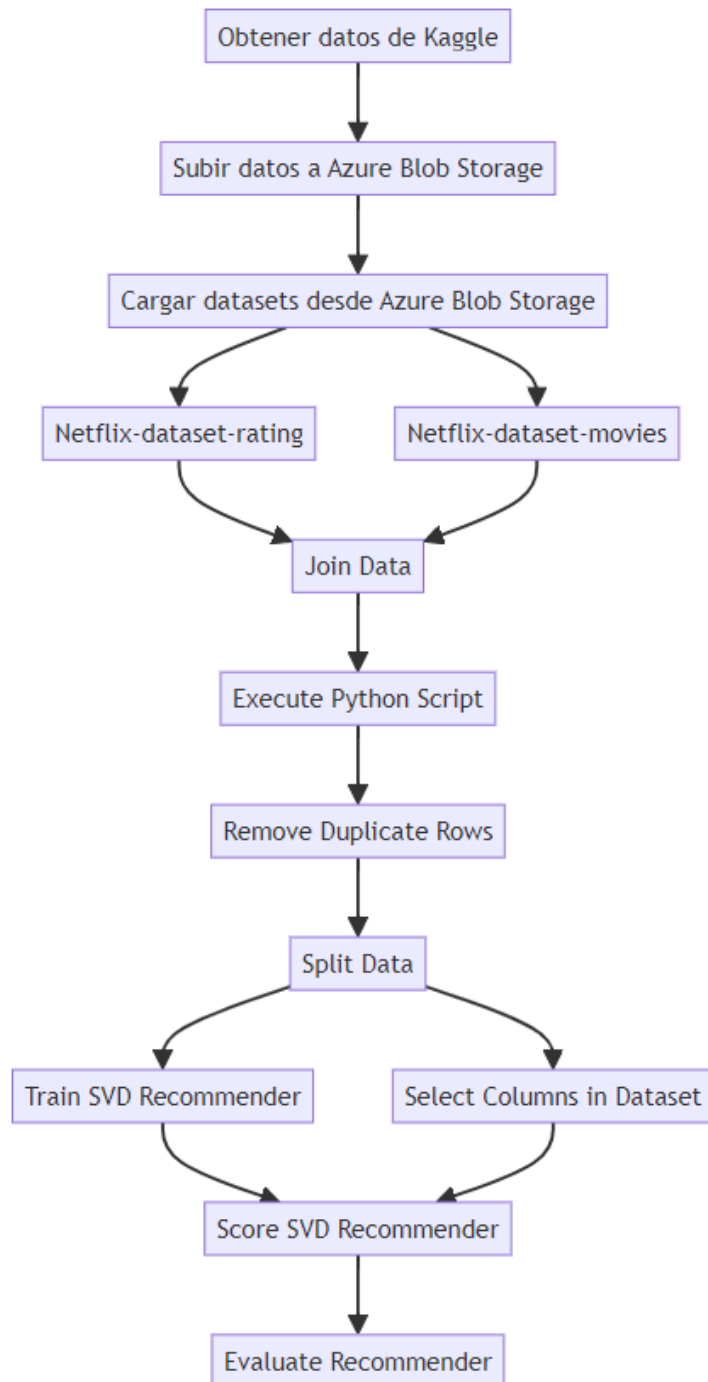 Obtener datos de Kaggle
Subir datos a Azure Blob Storage
Cargar datasets desde Azure Blob Storage
Netflix-dataset-rating
Netflix-dataset-movies
Join Data
Execute Python Script
Remove Duplicate Rows
Split Data
Train SVD Recommender
Select Columns in Dataset
Score SVD Recommender
Evaluate Recommender